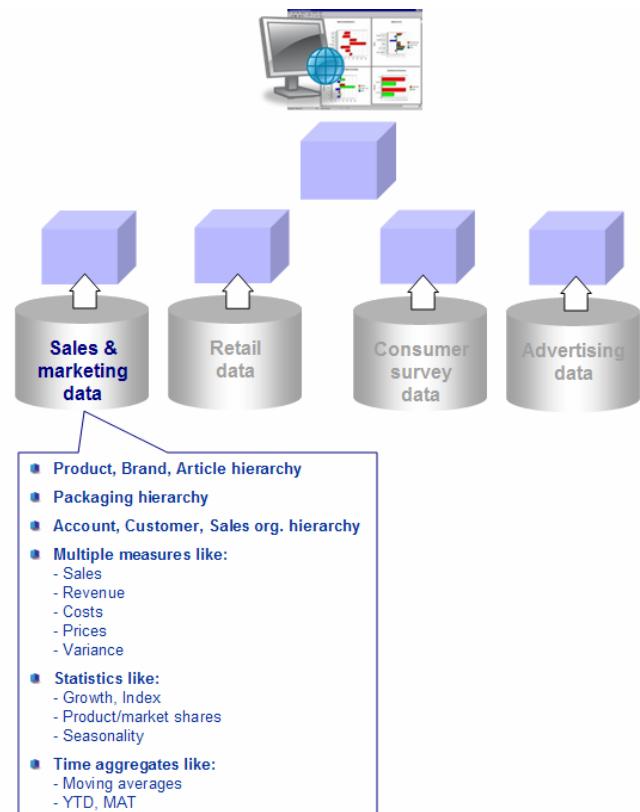 Sales &
marketing
data
Retail
data
Consumer
survey
data
Advertising
data
Product, Brand, Article hierarchy
Packaging hierarchy
Account, Customer, Sales org. hierarchy
Multiple measures like:
- Sales
- Revenue
- Costs
- Prices
- Variance
Statistics like:
- Growth, Index
- Product/market shares
- Seasonality
Time aggregates like:
- Moving averages
- YTD, MAT